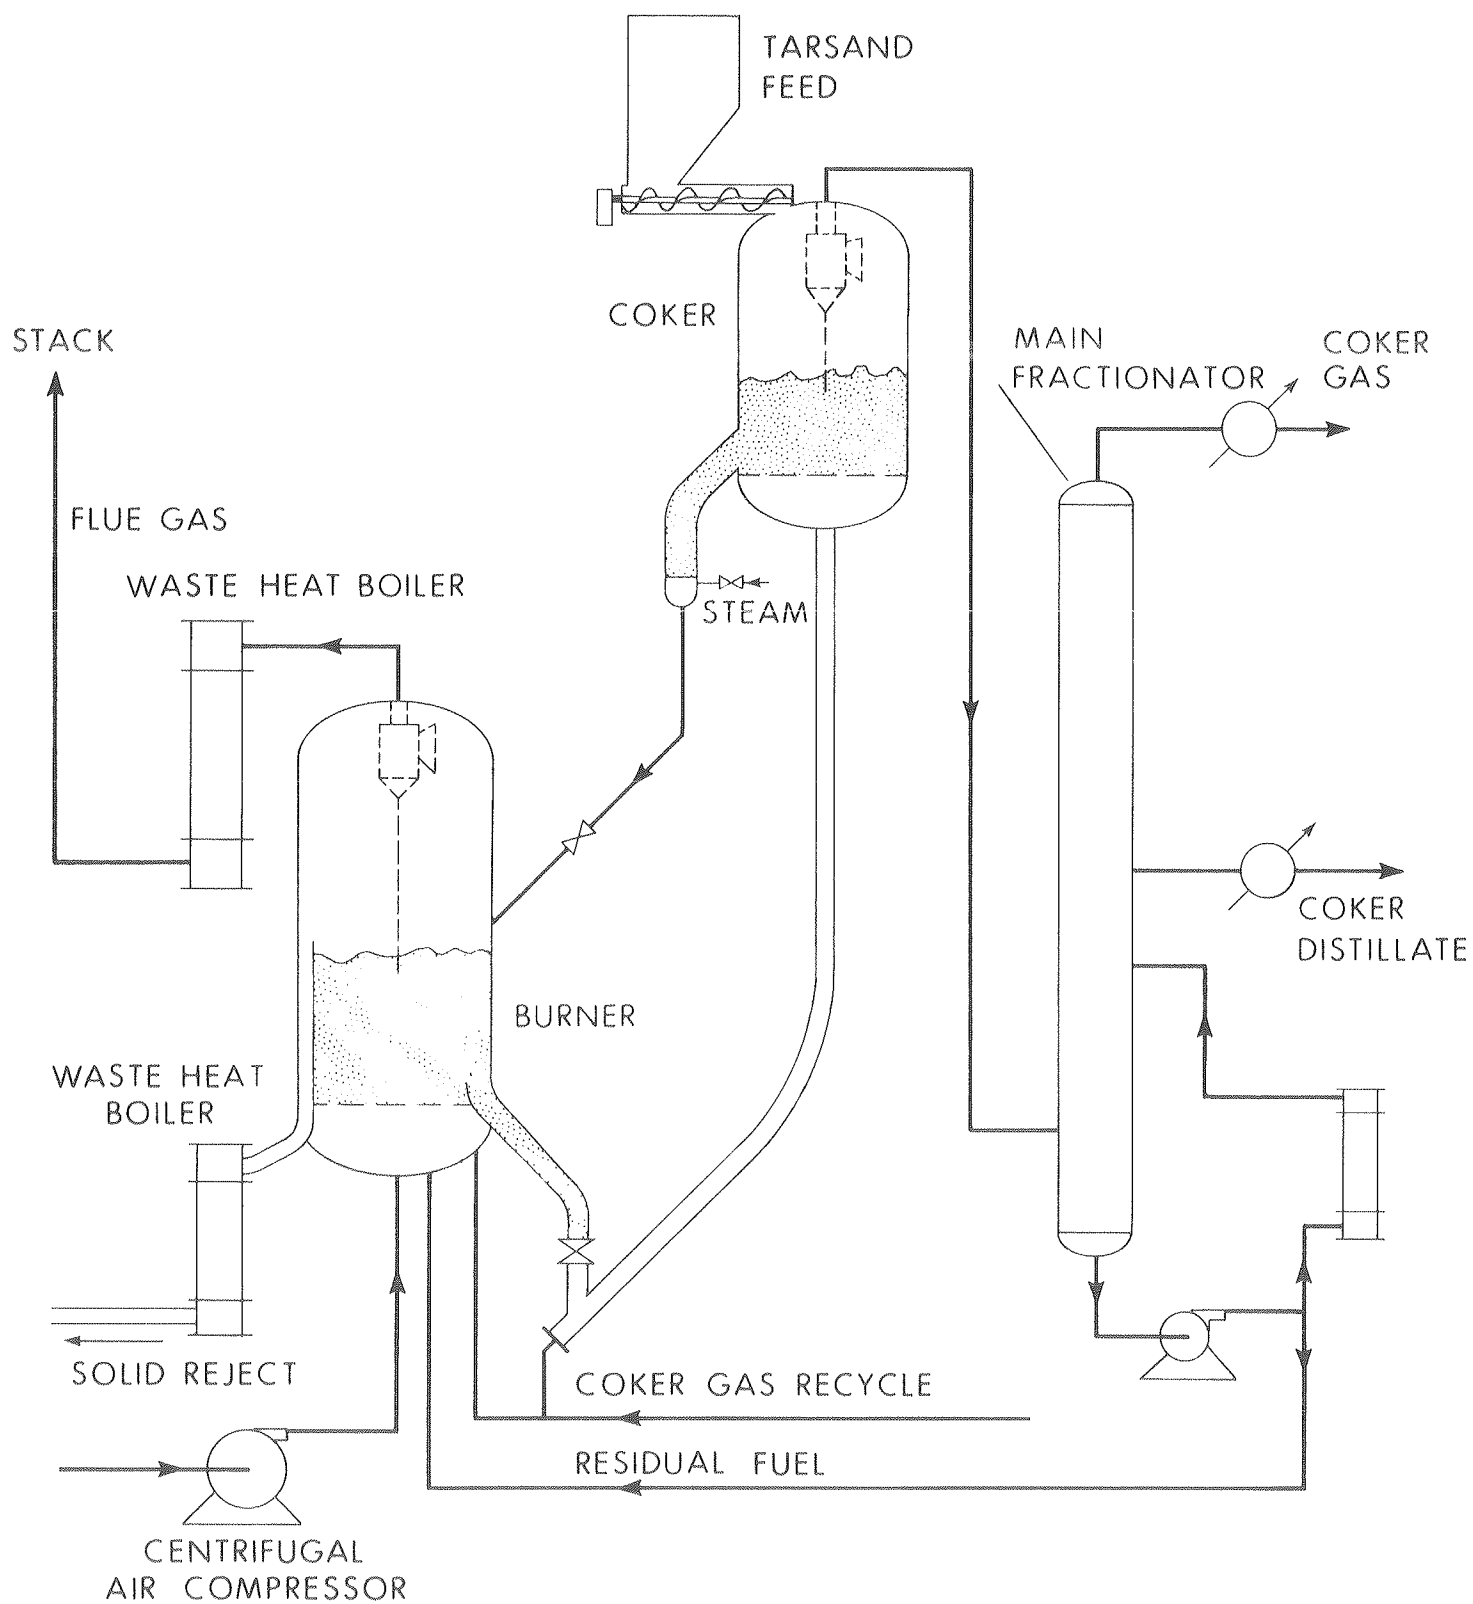 TARSAND
FEED
COKER
STACK
MAIN
FRACTIONATOR
COKER
GAS
FLUE GAS
WASTE HEAT BOILER
STEAM
COKER
DISTILLATE
BURNER
WASTE HEAT
BOILER
SOLID REJECT
COKER GAS RECYCLE
RESIDUAL FUEL
CENTRIFUGAL
AIR COMPRESSOR